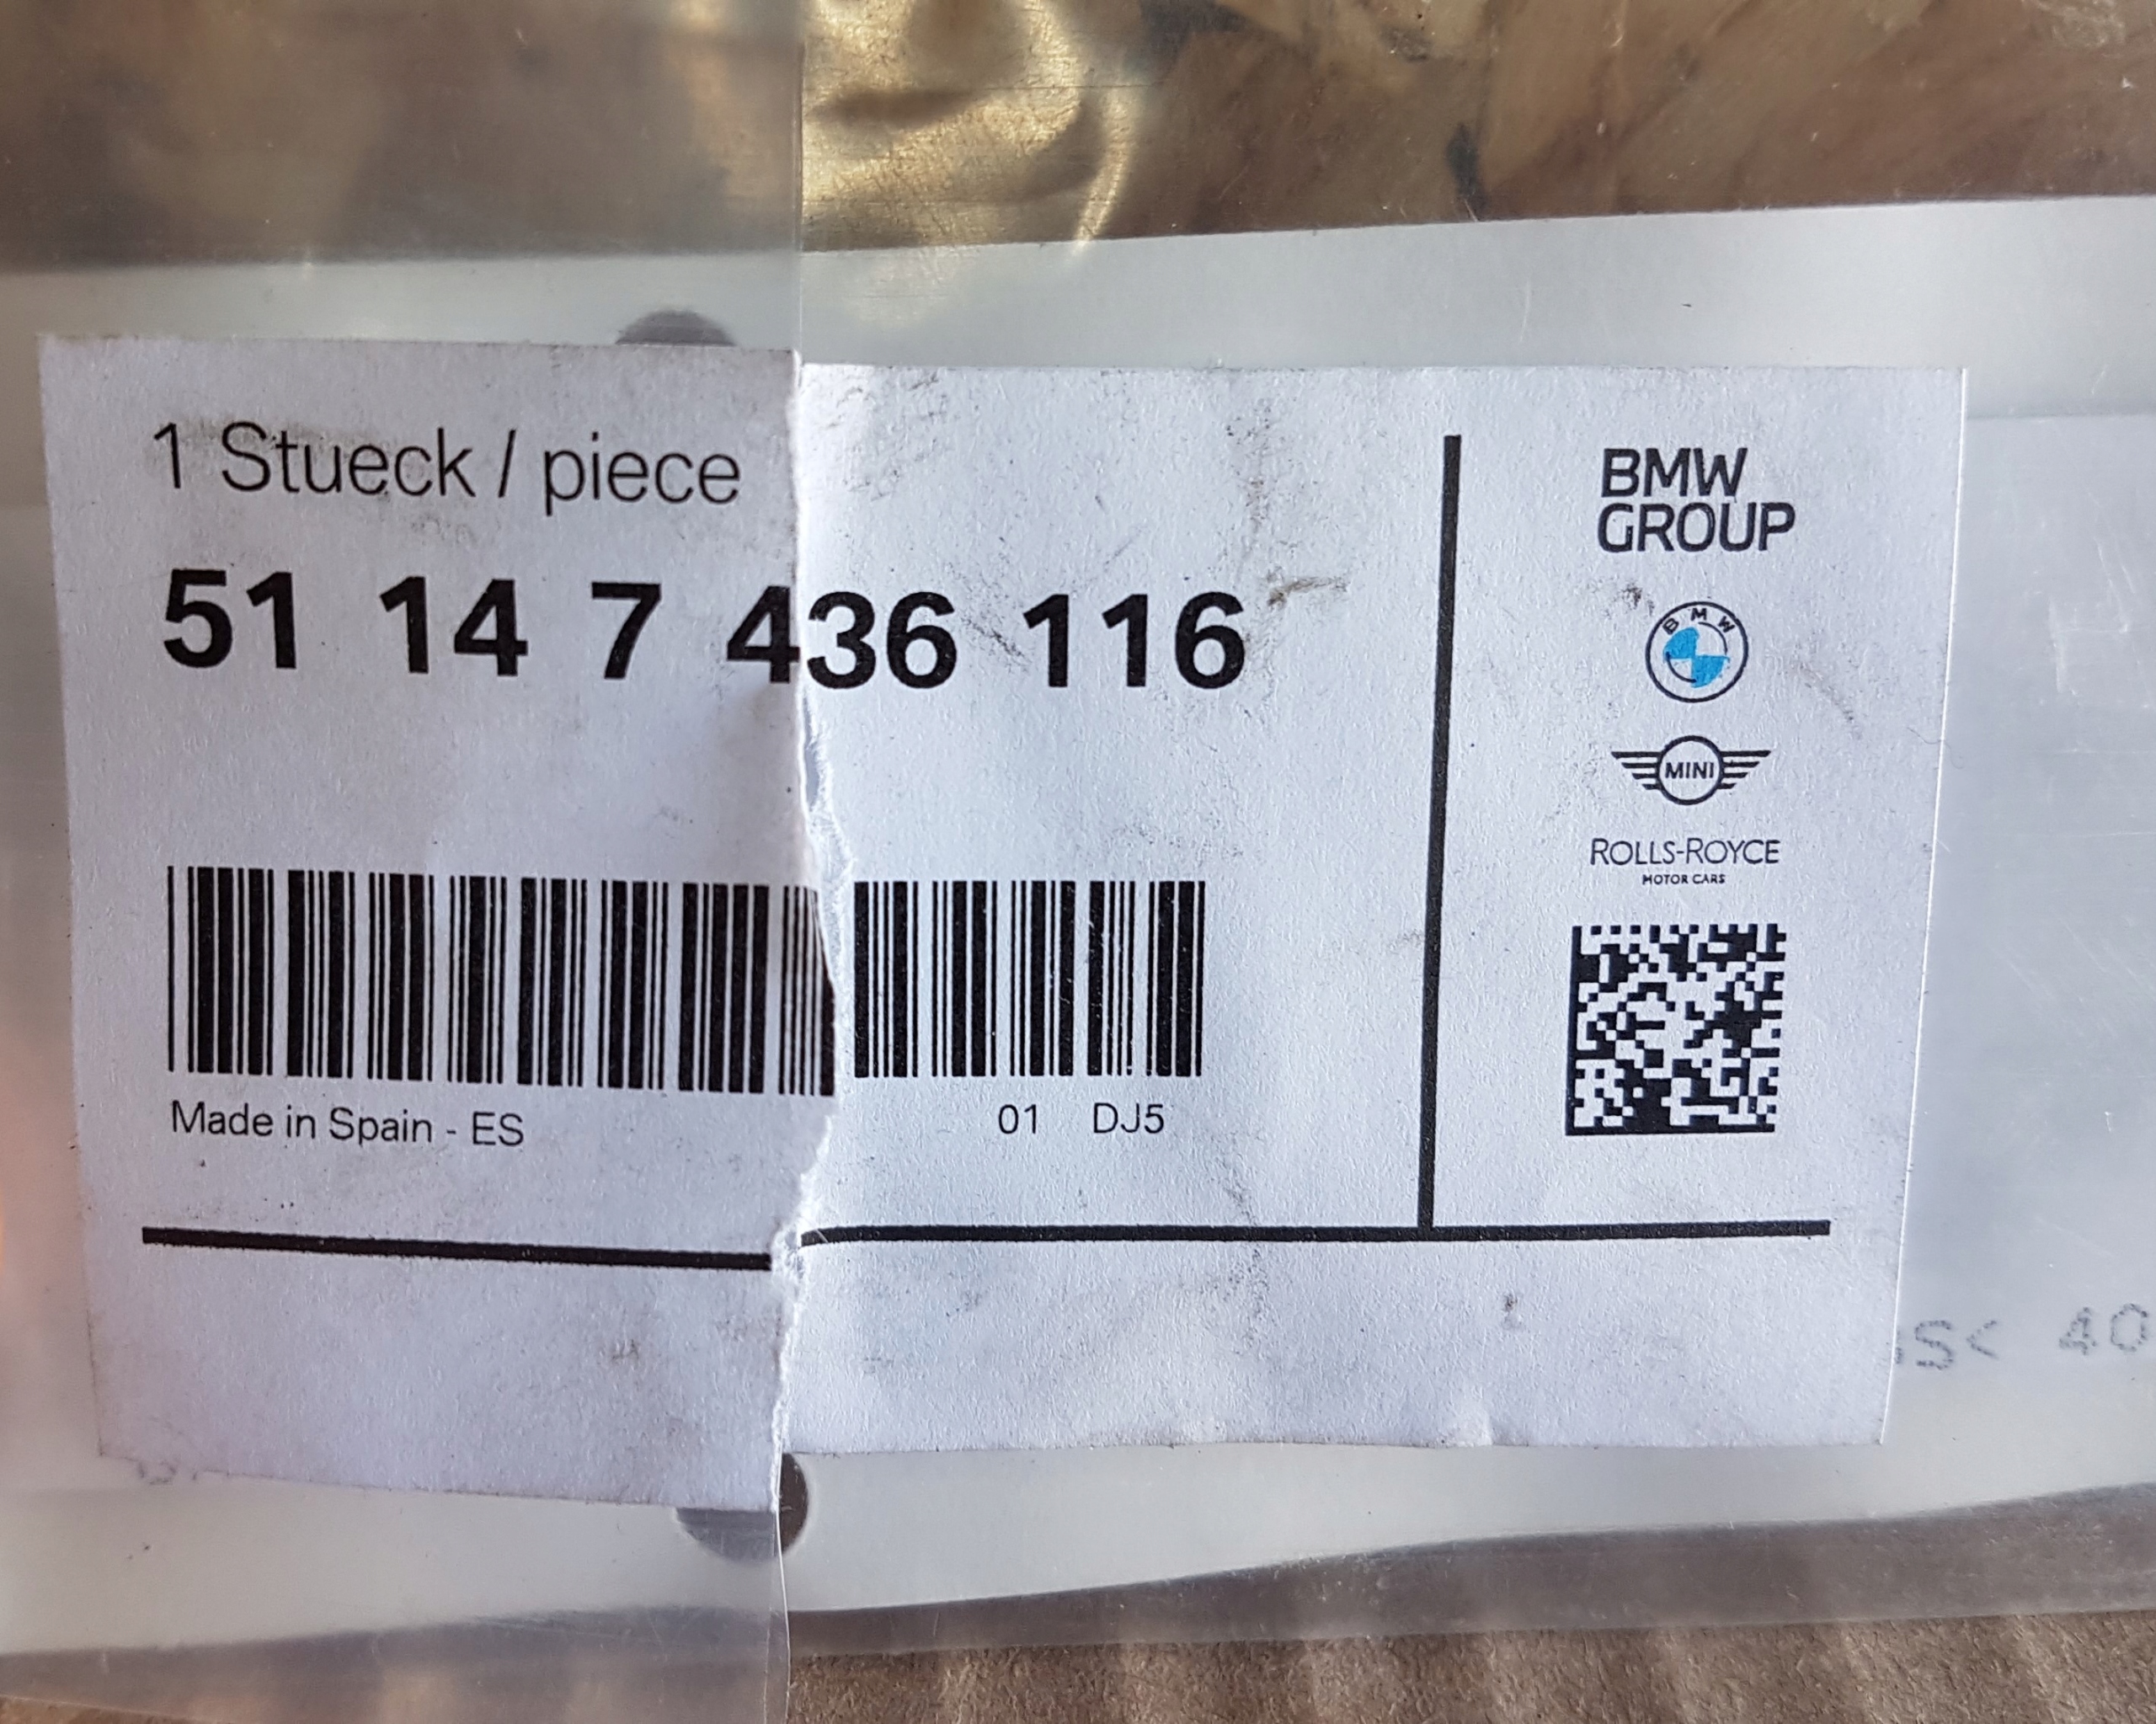 1 Stueck / piece
51 14 7 436 116
Made in Spain - ES
01 DJ5
BMW
GROUP
BMW
MINI
ROLLS-ROYCE
MOTOR CARS
S< 40